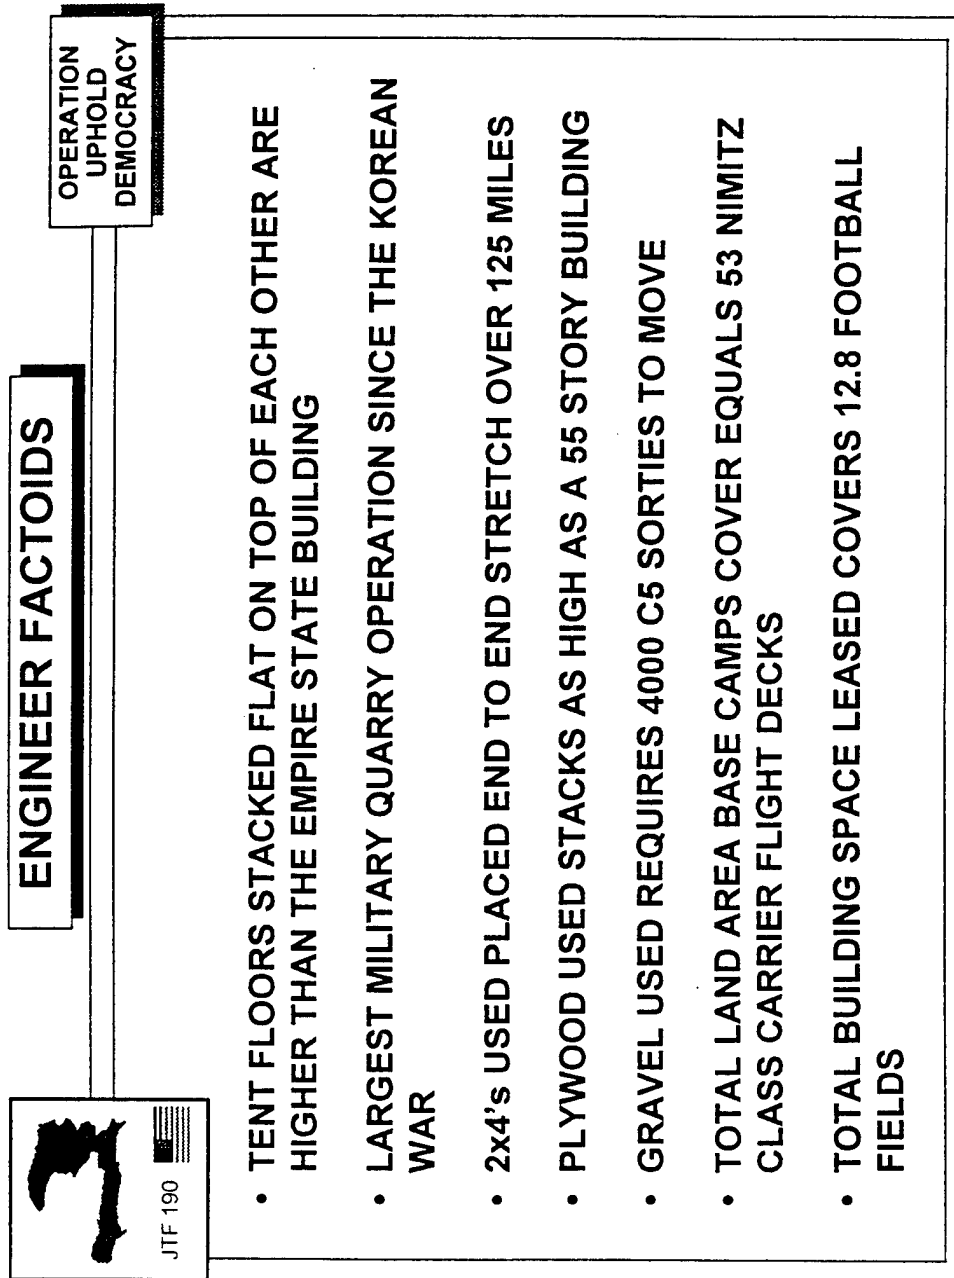 JTF 190
ENGINEER FACTOIDS
OPERATION
UPHOLD
DEMOCRACY
• TENT FLOORS STACKED FLAT ON TOP OF EACH OTHER ARE
HIGHER THAN THE EMPIRE STATE BUILDING
• LARGEST MILITARY QUARRY OPERATION SINCE THE KOREAN
WAR
• 2x4's USED PLACED END TO END STRETCH OVER 125 MILES
• PLYWOOD USED STACKS AS HIGH AS A 55 STORY BUILDING
• GRAVEL USED REQUIRES 4000 C5 SORTIES TO MOVE
• TOTAL LAND AREA BASE CAMPS COVER EQUALS 53 NIMITZ
CLASS CARRIER FLIGHT DECKS
• TOTAL BUILDING SPACE LEASED COVERS 12.8 FOOTBALL
FIELDS